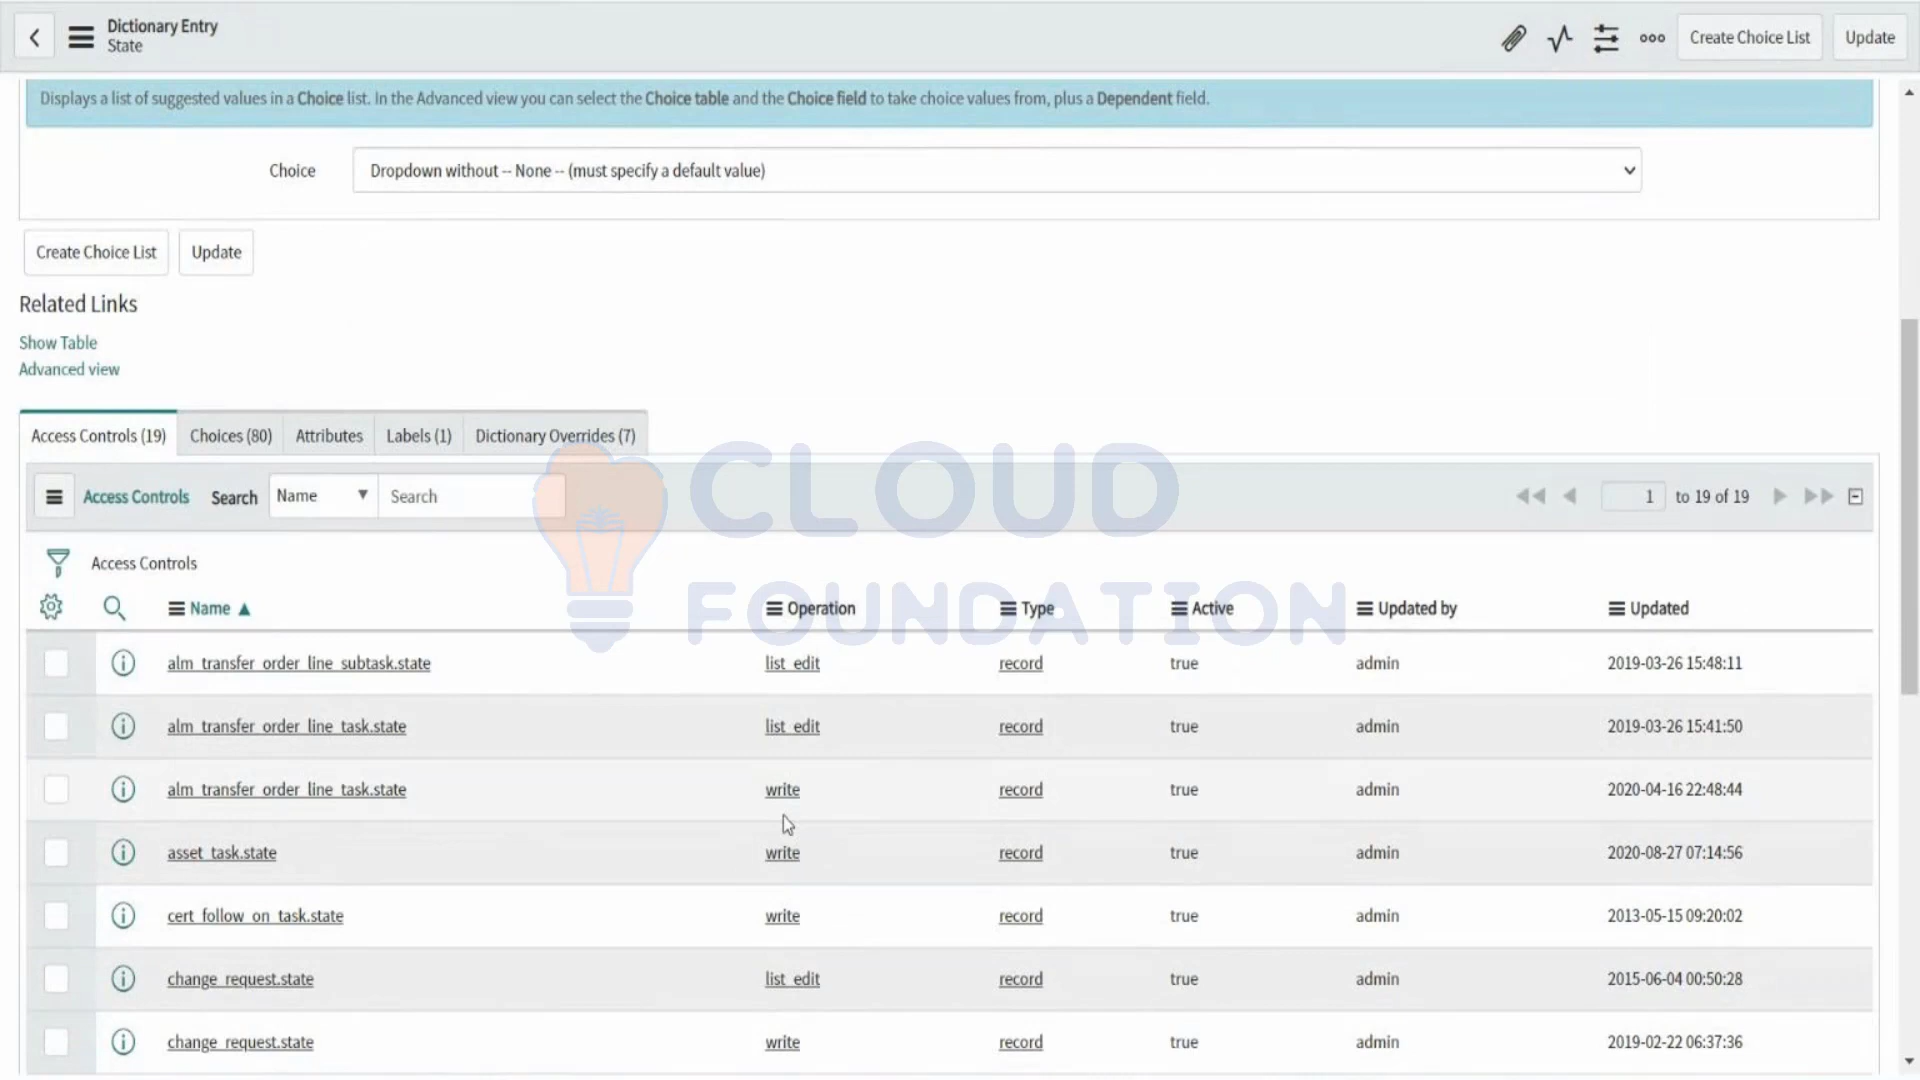 Dictionary Entry
State
Create Choice List Update
Displays a list of suggested values in a Choice list. In the Advanced view you can select the Choice table and the Choice field to take choice values from, plus a Dependent field.
Choice Dropdown without -- None -- (must specify a default value)
Create Choice List Update
Related Links
Show Table
Advanced view
Access Controls (19) Choices (80) Attributes Labels (1) Dictionary Overrides (7)
Access Controls Search Name Search 1 to 19 of 19
CLOUD
FOUNDATION
Access Controls
Name Operation Type Active Updated by Updated
alm_transfer_order_line_subtask.state list_edit record true admin 2019-03-26 15:48:11
alm_transfer_order_line_task.state list_edit record true admin 2019-03-26 15:41:50
alm_transfer_order_line_task.state write record true admin 2020-04-16 22:48:44
asset_task.state write record true admin 2020-08-27 07:14:56
cert_follow_on_task.state write record true admin 2013-05-15 09:20:02
change_request.state list_edit record true admin 2015-06-04 00:50:28
change_request.state write record true admin 2019-02-22 06:37:36